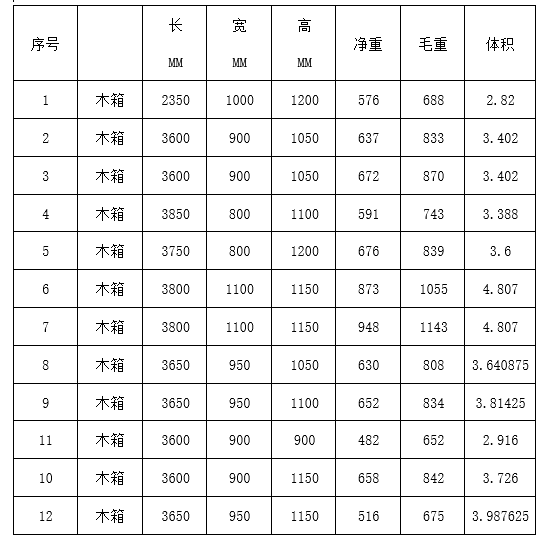 序号 长 MM 宽 MM 高 MM 净重 毛重 体积
1 木箱 2350 1000 1200 576 688 2.82
2 木箱 3600 900 1050 637 833 3.402
3 木箱 3600 900 1050 672 870 3.402
4 木箱 3850 800 1100 591 743 3.388
5 木箱 3750 800 1200 676 839 3.6
6 木箱 3800 1100 1150 873 1055 4.807
7 木箱 3800 1100 1150 948 1143 4.807
8 木箱 3650 950 1050 630 808 3.640875
9 木箱 3650 950 1100 652 834 3.81425
11 木箱 3600 900 900 482 652 2.916
10 木箱 3600 900 1150 658 842 3.726
12 木箱 3650 950 1150 516 675 3.987625